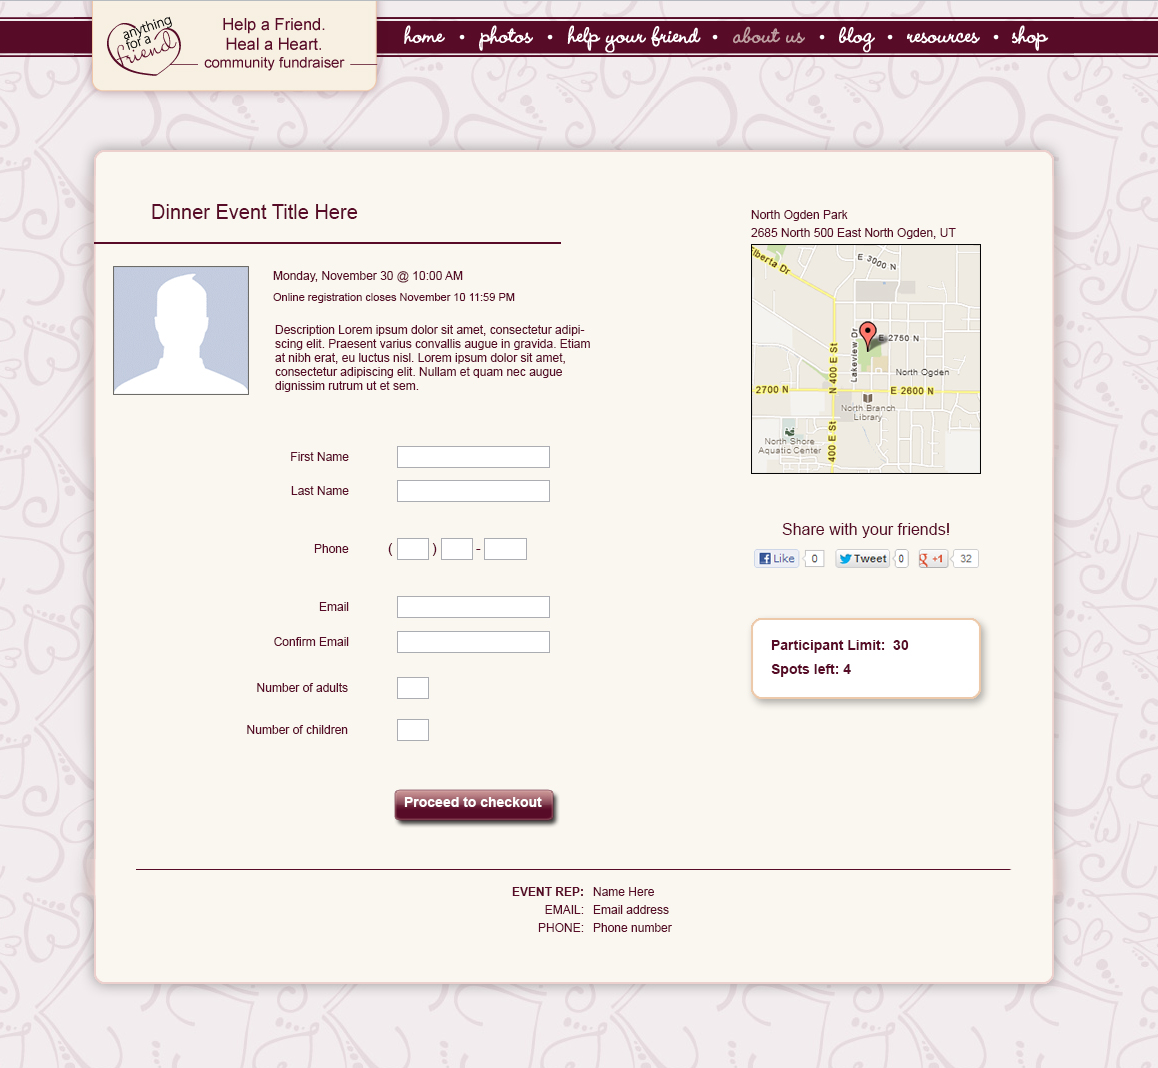 anything
for a
friend
Help a Friend.
Heal a Heart.
community fundraiser
home • photos • help your friend • about us • blog • resources • shop
Dinner Event Title Here
Monday, November 30 @ 10:00 AM
Online registration closes November 10 11:59 PM
Description Lorem ipsum dolor sit amet, consectetur adipi-
scing elit. Praesent varius convallis augue in gravida. Etiam
at nibh erat, eu luctus nisl. Lorem ipsum dolor sit amet,
consectetur adipiscing elit. Nullam et quam nec augue
dignissim rutrum ut et sem.
First Name
Last Name
Phone ( ) -
Email
Confirm Email
Number of adults
Number of children
Proceed to checkout
North Ogden Park
2685 North 500 East North Ogden, UT
Elberta Dr
E 3000 N
E 2750 N
Lakeview Dr
N 400 E St
North Ogden
2700 N
E 2600 N
North Branch
Library
400 E St
North Shore
Aquatic Center
Share with your friends!
Like 0 Tweet 0 +1 32
Participant Limit: 30
Spots left: 4
EVENT REP: Name Here
EMAIL: Email address
PHONE: Phone number